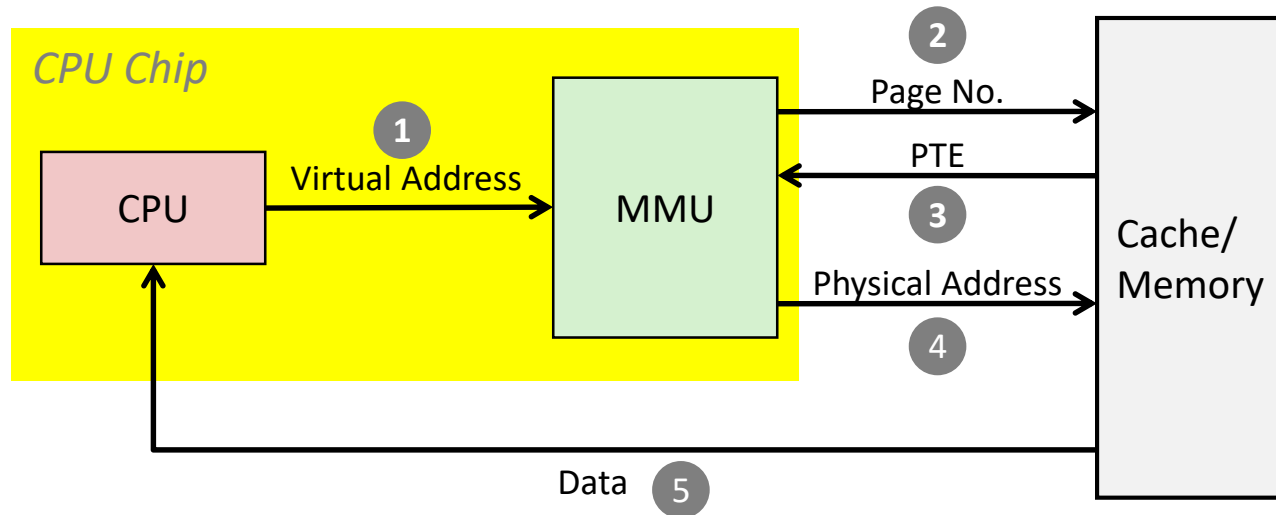 2
CPU Chip
Page No.
1
PTE
Virtual Address
CPU
MMU
3
Cache/
Memory
Physical Address
4
Data
5